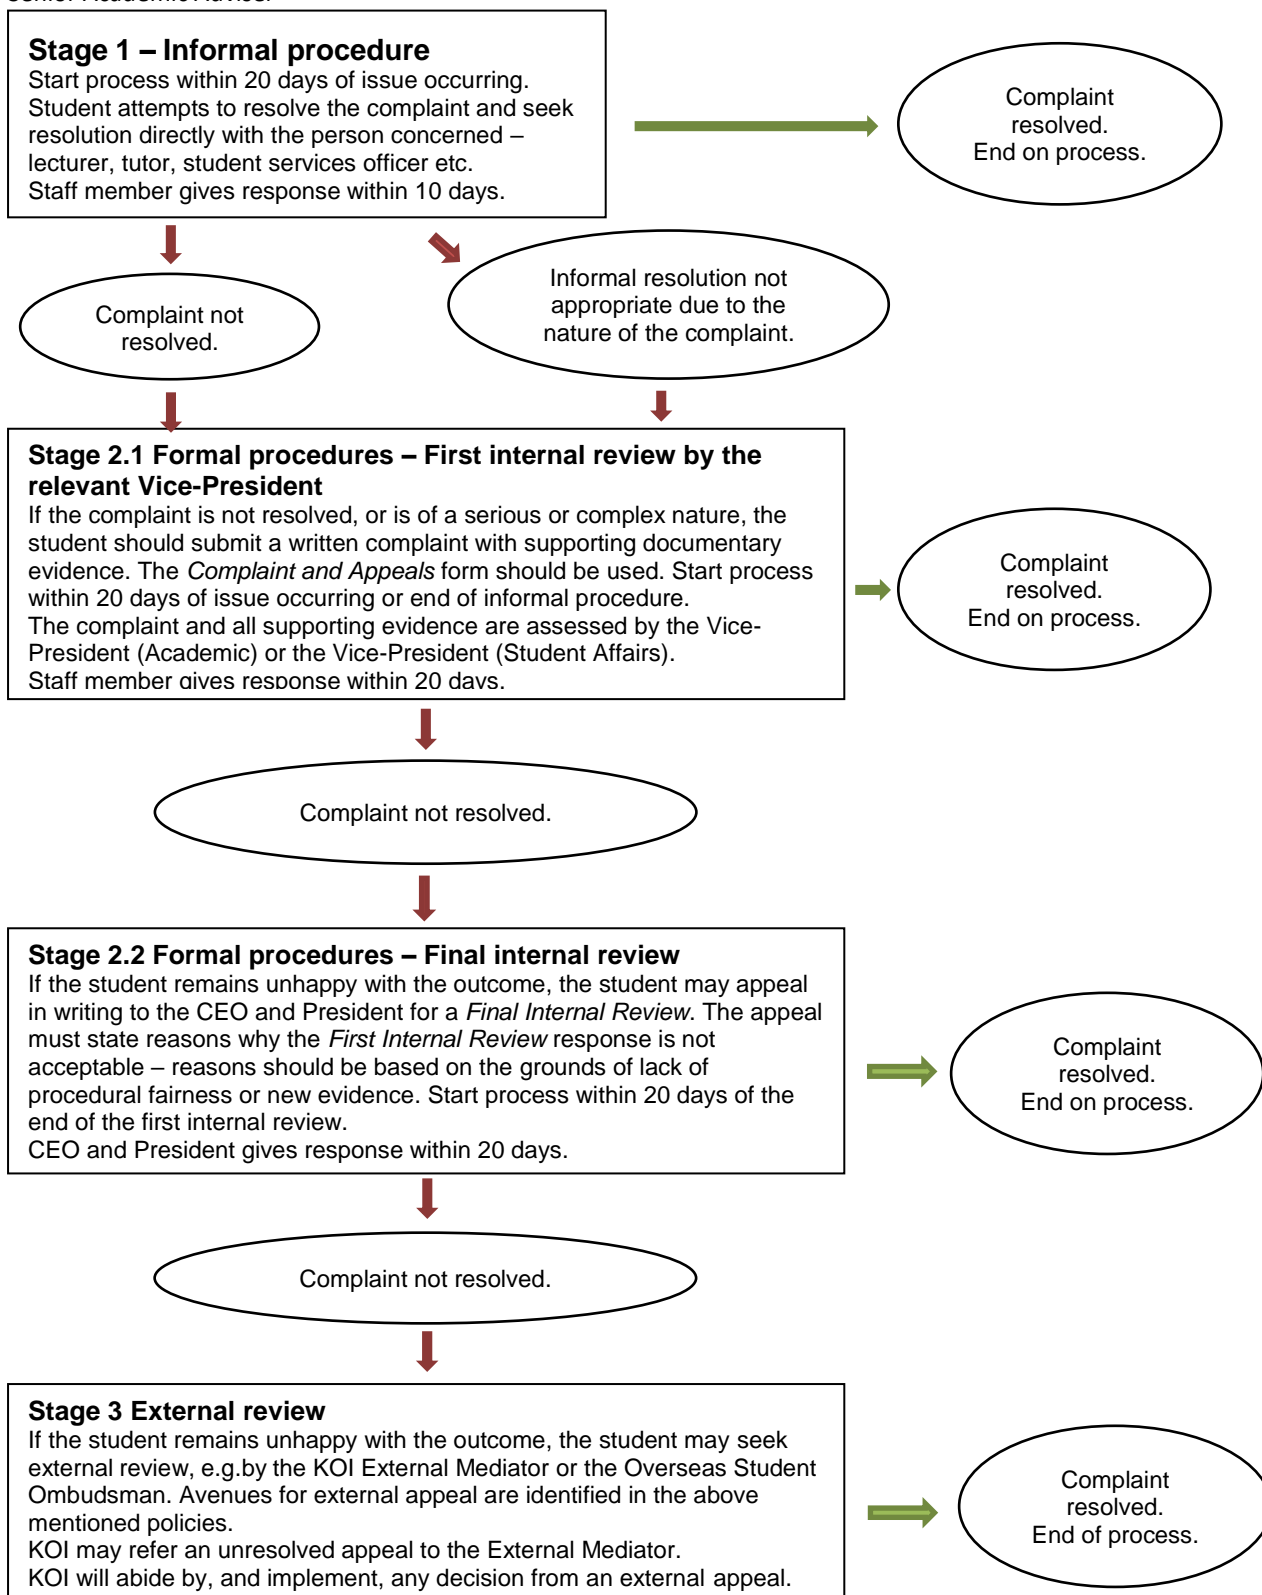 Senior Academic Adviser
Stage 1 – Informal procedure
Start process within 20 days of issue occurring.
Student attempts to resolve the complaint and seek
resolution directly with the person concerned –
lecturer, tutor, student services officer etc.
Staff member gives response within 10 days.
Complaint
resolved.
End on process.
Complaint not
resolved.
Informal resolution not
appropriate due to the
nature of the complaint.
Stage 2.1 Formal procedures – First internal review by the
relevant Vice-President
If the complaint is not resolved, or is of a serious or complex nature, the
student should submit a written complaint with supporting documentary
evidence. The Complaint and Appeals form should be used. Start process
within 20 days of issue occurring or end of informal procedure.
The complaint and all supporting evidence are assessed by the Vice-
President (Academic) or the Vice-President (Student Affairs).
Staff member gives response within 20 days.
Complaint
resolved.
End on process.
Complaint not resolved.
Stage 2.2 Formal procedures – Final internal review
If the student remains unhappy with the outcome, the student may appeal
in writing to the CEO and President for a Final Internal Review. The appeal
must state reasons why the First Internal Review response is not
acceptable – reasons should be based on the grounds of lack of
procedural fairness or new evidence. Start process within 20 days of the
end of the first internal review.
CEO and President gives response within 20 days.
Complaint
resolved.
End on process.
Complaint not resolved.
Stage 3 External review
If the student remains unhappy with the outcome, the student may seek
external review, e.g.by the KOI External Mediator or the Overseas Student
Ombudsman. Avenues for external appeal are identified in the above
mentioned policies.
KOI may refer an unresolved appeal to the External Mediator.
KOI will abide by, and implement, any decision from an external appeal.
Complaint
resolved.
End of process.